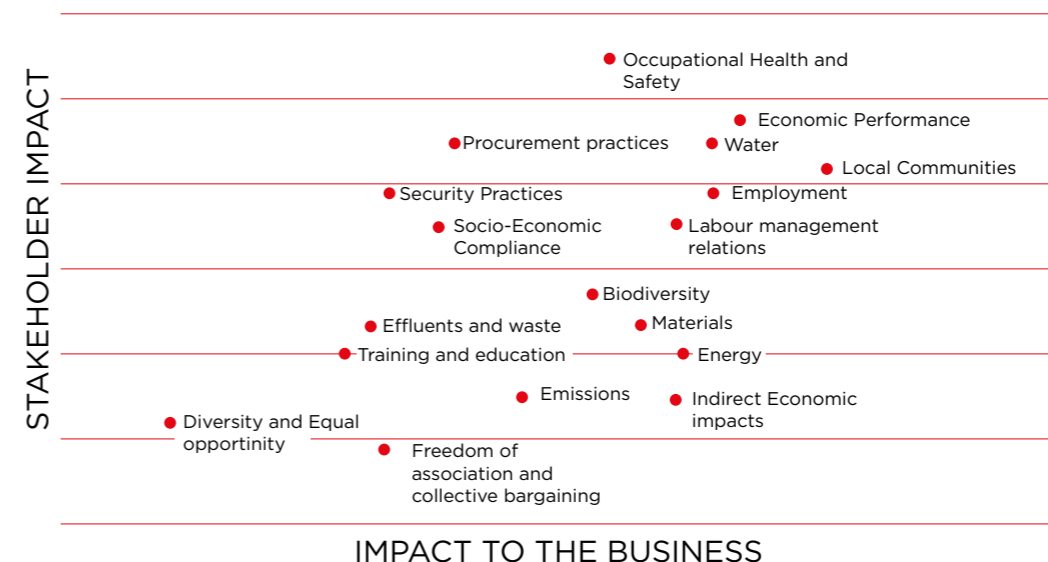 STAKEHOLDER IMPACT
Occupational Health and
Safety
Economic Performance
Procurement practices
Water
Local Communities
Security Practices
Employment
Socio-Economic
Compliance
Labour management
relations
Biodiversity
Effluents and waste
Materials
Training and education
Energy
Emissions
Indirect Economic
impacts
Diversity and Equal
opportinity
Freedom of
association and
collective bargaining
IMPACT TO THE BUSINESS